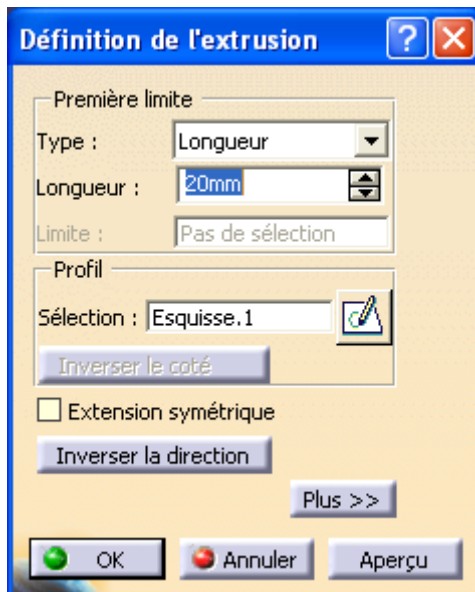 Définition de l'extrusion
Première limite
Type : Longueur
Longueur : 20mm
Limite : Pas de sélection
Profil
Sélection : Esquisse.1
Inverser le coté
Extension symétrique
Inverser la direction
Plus >>
OK Annuler Aperçu